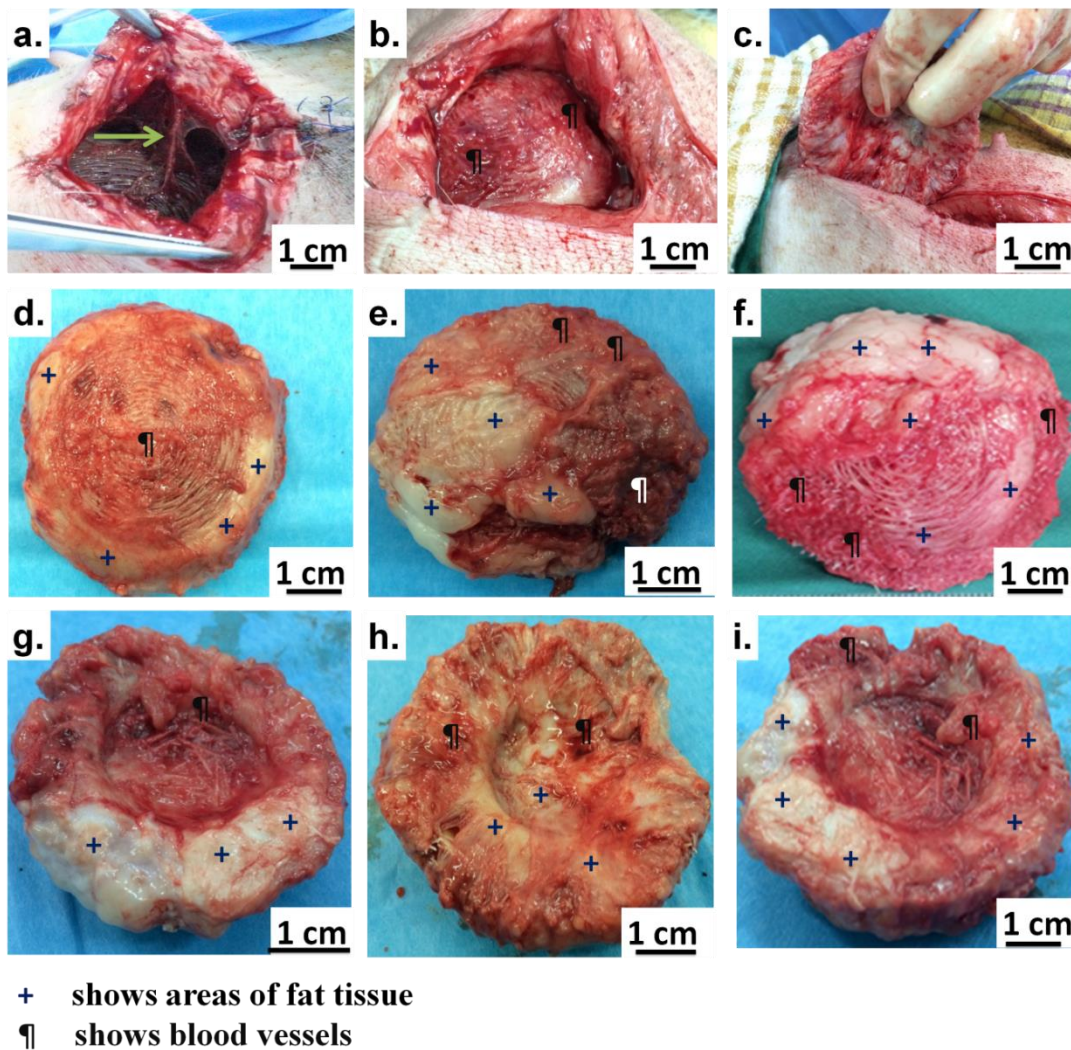 a.
b.
c.
¶
¶
1 cm
1 cm
1 cm
d.
e.
f.
¶
¶
+
+
+
+
+
+
¶
+
+
¶
+
¶
¶
+
+
+
+
+
¶
+
1 cm
1 cm
1 cm
g.
h.
i.
¶
¶
¶
¶
+
¶
+
+
+
+
+
+
+
+
+
+
1 cm
1 cm
1 cm
+ shows areas of fat tissue
¶ shows blood vessels